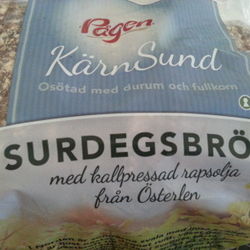 Pågen
KärnSund
Osötad med durum och fullkorn
SURDEGSBRÖ
med kallpressad rapsolja
från Österlen